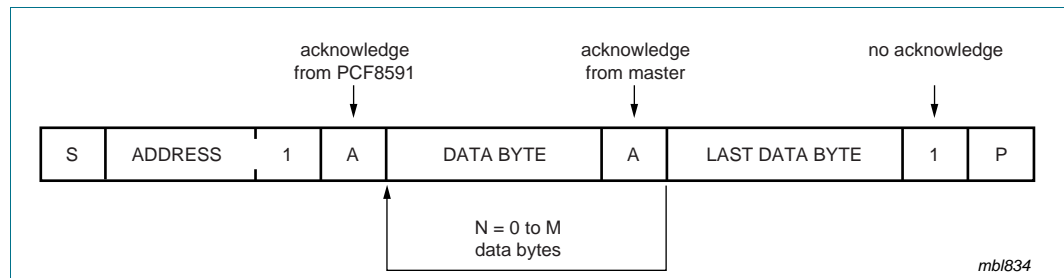 acknowledge
from PCF8591
acknowledge
from master
no acknowledge
S ADDRESS 1 A DATA BYTE A LAST DATA BYTE 1 P
N = 0 to M
data bytes
mbl834